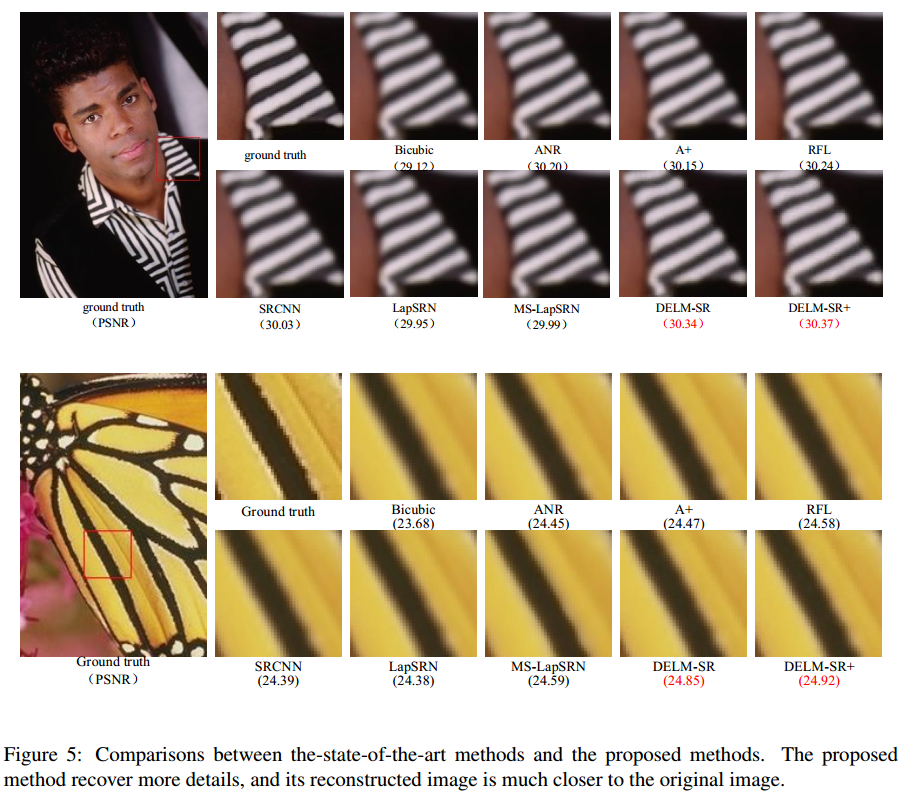 ground truth
Bicubic
(29.12)
ANR
(30.20)
A+
(30.15)
RFL
(30.24)
ground truth
(PSNR)
SRCNN
(30.03)
LapSRN
(29.95)
MS-LapSRN
(29.99)
DELM-SR
(30.34)
DELM-SR+
(30.37)
Ground truth
Bicubic
(23.68)
ANR
(24.45)
A+
(24.47)
RFL
(24.58)
Ground truth
(PSNR)
SRCNN
(24.39)
LapSRN
(24.38)
MS-LapSRN
(24.59)
DELM-SR
(24.85)
DELM-SR+
(24.92)
Figure 5: Comparisons between the-state-of-the-art methods and the proposed methods. The proposed
method recover more details, and its reconstructed image is much closer to the original image.